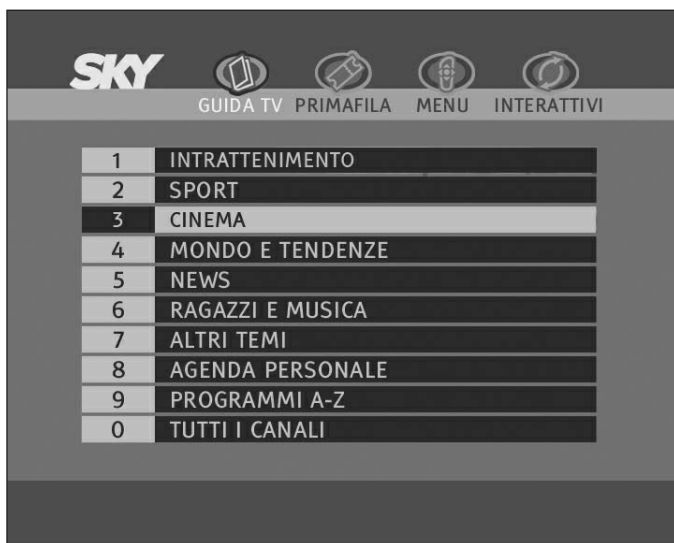 SKY
GUIDA TV PRIMAFILA MENU INTERATTIVI
1 INTRATTENIMENTO
2 SPORT
3 CINEMA
4 MONDO E TENDENZE
5 NEWS
6 RAGAZZI E MUSICA
7 ALTRI TEMI
8 AGENDA PERSONALE
9 PROGRAMMI A-Z
0 TUTTI I CANALI